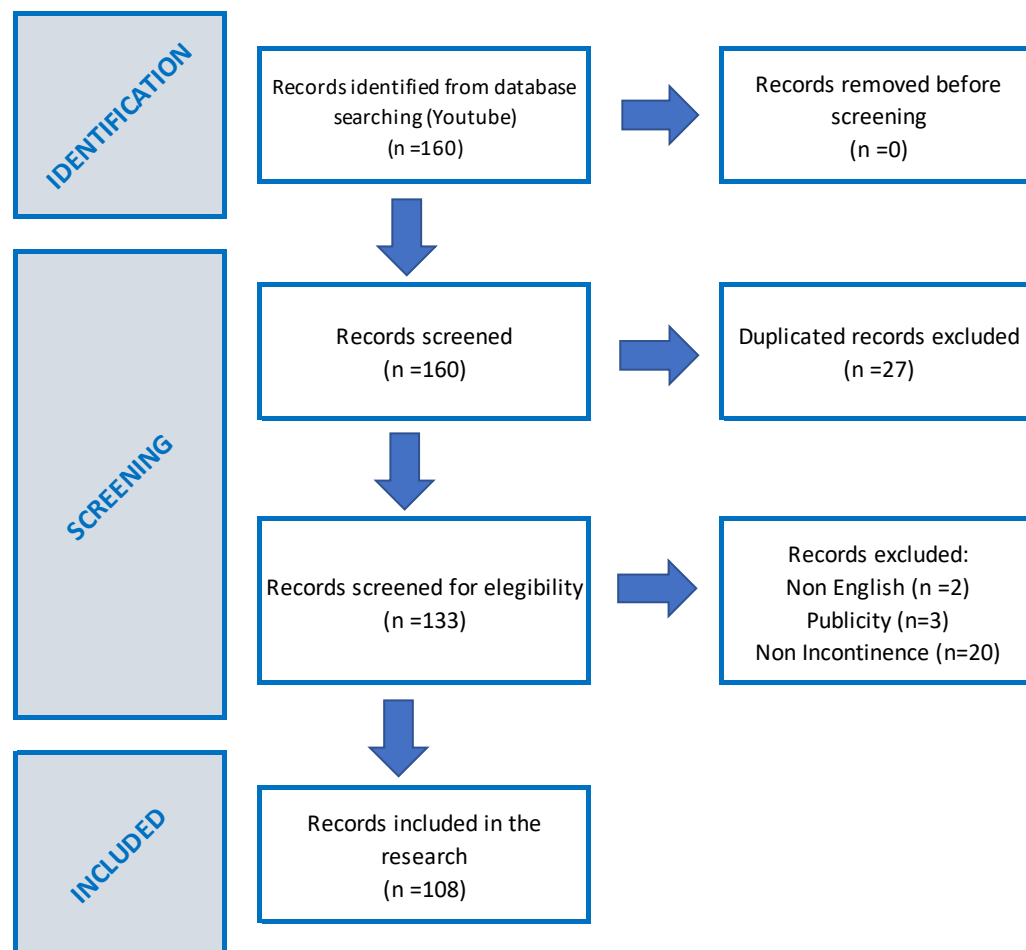 IDENTIFICATION
Records identified from database
searching (Youtube)
(n =160)
Records removed before
screening
(n =0)
SCREENING
Records screened
(n =160)
Duplicated records excluded
(n =27)
Records screened for elegibility
(n =133)
Records excluded:
Non English (n =2)
Publicity (n=3)
Non Incontinence (n=20)
INCLUDED
Records included in the
research
(n =108)